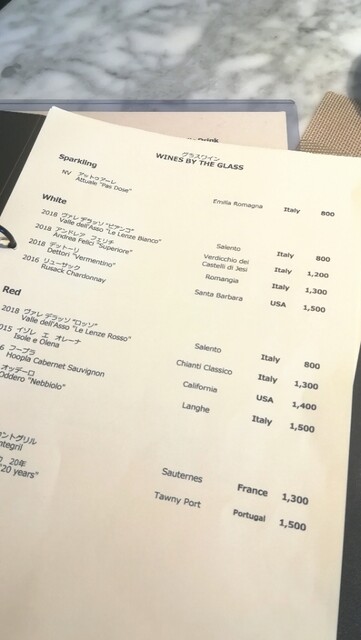 Drink
グラスワイン
WINES BY THE GLASS
Sparkling
NV アットゥアーレ
Attuale "Pas Dose" Emilia Romagna Italy 800
White
2018 ヴァレ デラッソ "ビアンコ"
Valle dell'Asso "Le Lenze Bianco" Salento Italy 800
2018 アンドレア フェリチ
Andrea Felici "Superiore" Verdicchio dei Castelli di Jesi Italy 1,200
2018 デットーリ
Dettori "Vermentino" Romangia Italy 1,300
2016 リューサック
Rusack Chardonnay Santa Barbara USA 1,500
Red
2018 ヴァレ デラッソ "ロッソ"
Valle dell'Asso "Le Lenze Rosso" Salento Italy 800
2015 イゾレ エ オレーナ
Isole e Olena Chianti Classico Italy 1,300
6 フープラ
Hoopla Cabernet Sauvignon California USA 1,400
オッデーロ
Oddero "Nebbiolo" Langhe Italy 1,500
ントグリル
ntegril Sauternes France 1,300
20年
"20 years" Tawny Port Portugal 1,500